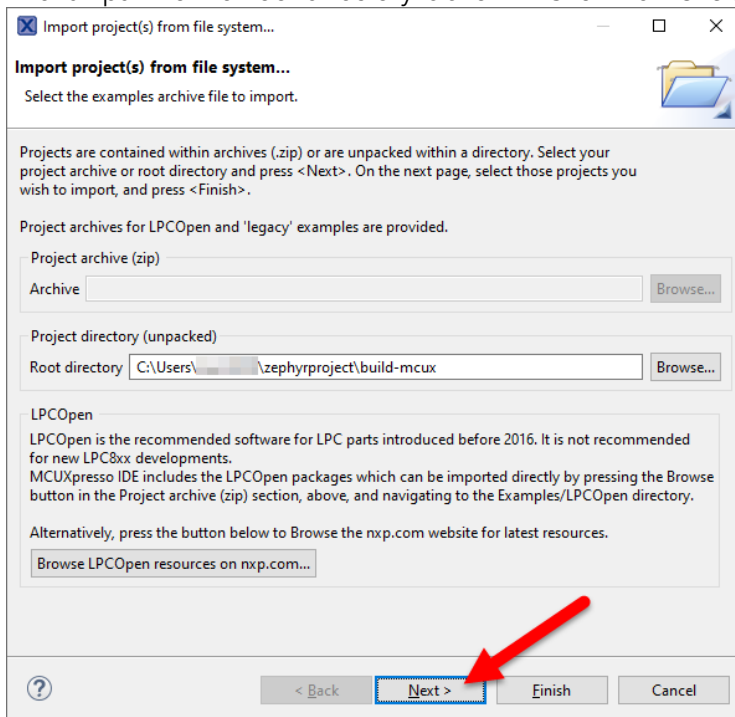 Import project(s) from file system...
Import project(s) from file system...
Select the examples archive file to import.
Projects are contained within archives (.zip) or are unpacked within a directory. Select your
project archive or root directory and press <Next>. On the next page, select those projects you
wish to import, and press <Finish>.
Project archives for LPCOpen and 'legacy' examples are provided.
Project archive (zip)
Archive
Browse...
Project directory (unpacked)
Root directory C:\Users\ \zephyrproject\build-mcux Browse...
LPCOpen
LPCOpen is the recommended software for LPC parts introduced before 2016. It is not recommended
for new LPC8xx developments.
MCUXpresso IDE includes the LPCOpen packages which can be imported directly by pressing the Browse
button in the Project archive (zip) section, above, and navigating to the Examples/LPCOpen directory.
Alternatively, press the button below to Browse the nxp.com website for latest resources.
Browse LPCOpen resources on nxp.com...
? < Back Next > Finish Cancel